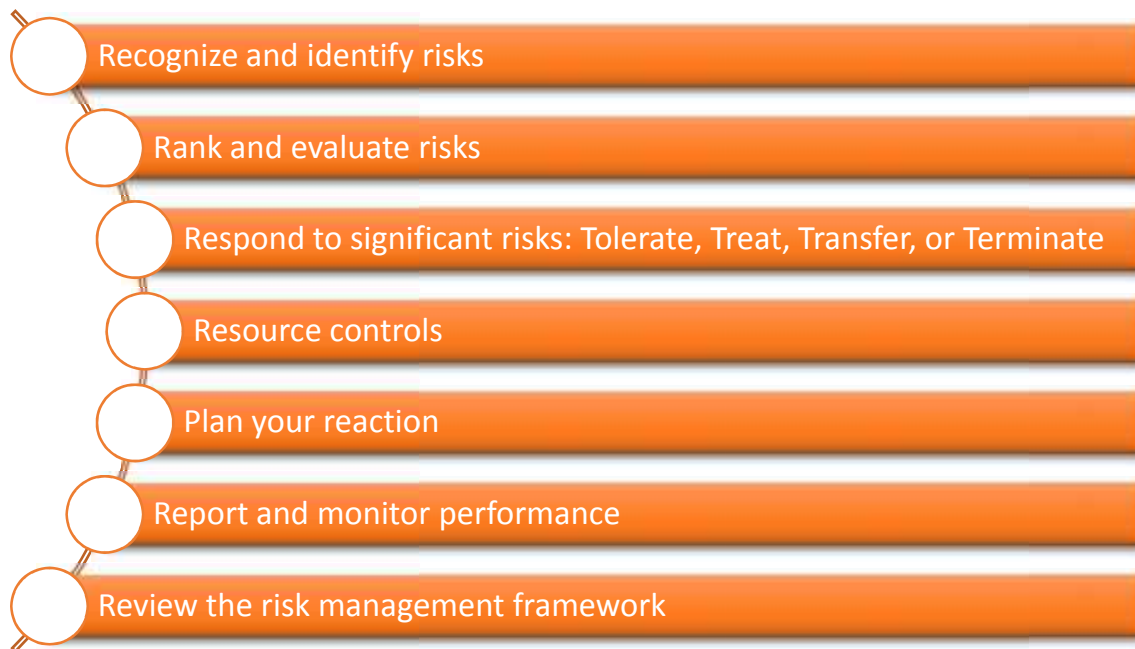 Recognize and identify risks
Rank and evaluate risks
Respond to significant risks: Tolerate, Treat, Transfer, or Terminate
Resource controls
Plan your reaction
Report and monitor performance
Review the risk management framework